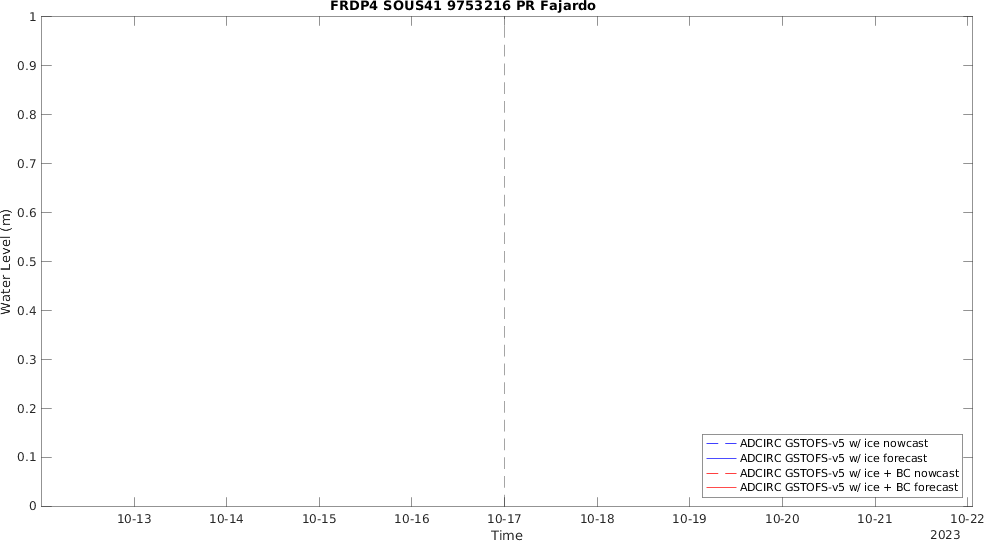 FRDP4 SOUS41 9753216 PR Fajardo
1
0.9
0.8
0.7
0.6
0.5
0.4
0.3
0.2
0.1
0
Water Level (m)
ADCIRC GSTOFS-v5 w/ ice nowcast
ADCIRC GSTOFS-v5 w/ ice forecast
ADCIRC GSTOFS-v5 w/ ice + BC nowcast
ADCIRC GSTOFS-v5 w/ ice + BC forecast
10-13 10-14 10-15 10-16 10-17 10-18 10-19 10-20 10-21 10-22
Time 2023